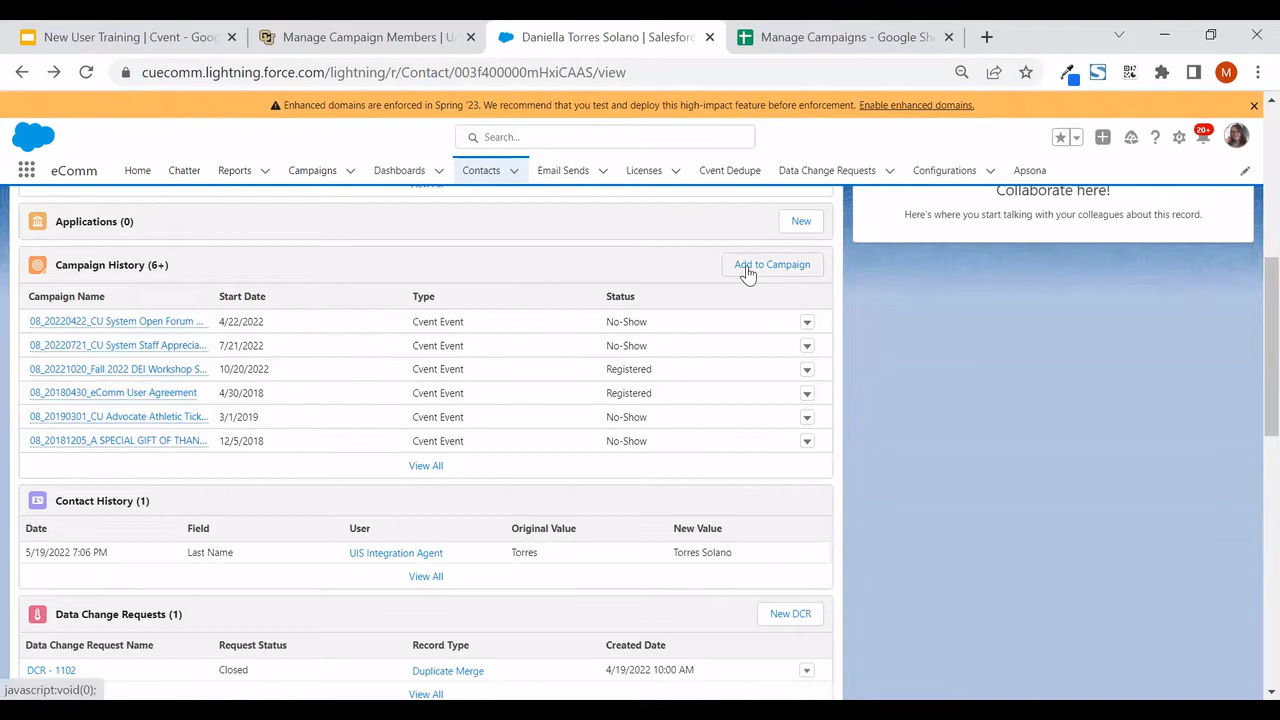 New User Training | Cvent - Goo
Manage Campaign Members | U
Daniella Torres Solano | Salesfor
Manage Campaigns - Google She
cuecomm.lightning.force.com/lightning/r/Contact/003f400000mHxiCAAS/view
M
Enhanced domains are enforced in Spring '23. We recommend that you test and deploy this high-impact feature before enforcement. Enable enhanced domains.
Search...
20+
eComm
Home
Chatter
Reports
Campaigns
Dashboards
Contacts
Email Sends
Licenses
Cvent Dedupe
Data Change Requests
Configurations
Apsona
Collaborate here!
Here's where you start talking with your colleagues about this record.
Applications (0)
New
Campaign History (6+)
Add to Campaign
Campaign Name Start Date Type Status
08_20220422_CU System Open Forum ... 4/22/2022 Cvent Event No-Show
08_20220721_CU System Staff Apprecia... 7/21/2022 Cvent Event No-Show
08_20221020_Fall 2022 DEI Workshop S... 10/20/2022 Cvent Event Registered
08_20180430_eComm User Agreement 4/30/2018 Cvent Event Registered
08_20190301_CU Advocate Athletic Tick... 3/1/2019 Cvent Event No-Show
08_20181205_A SPECIAL GIFT OF THAN... 12/5/2018 Cvent Event No-Show
View All
Contact History (1)
Date Field User Original Value New Value
5/19/2022 7:06 PM Last Name UIS Integration Agent Torres Torres Solano
View All
Data Change Requests (1)
New DCR
Data Change Request Name Request Status Record Type Created Date
DCR - 1102 Closed Duplicate Merge 4/19/2022 10:00 AM
View All
javascript:void(0);